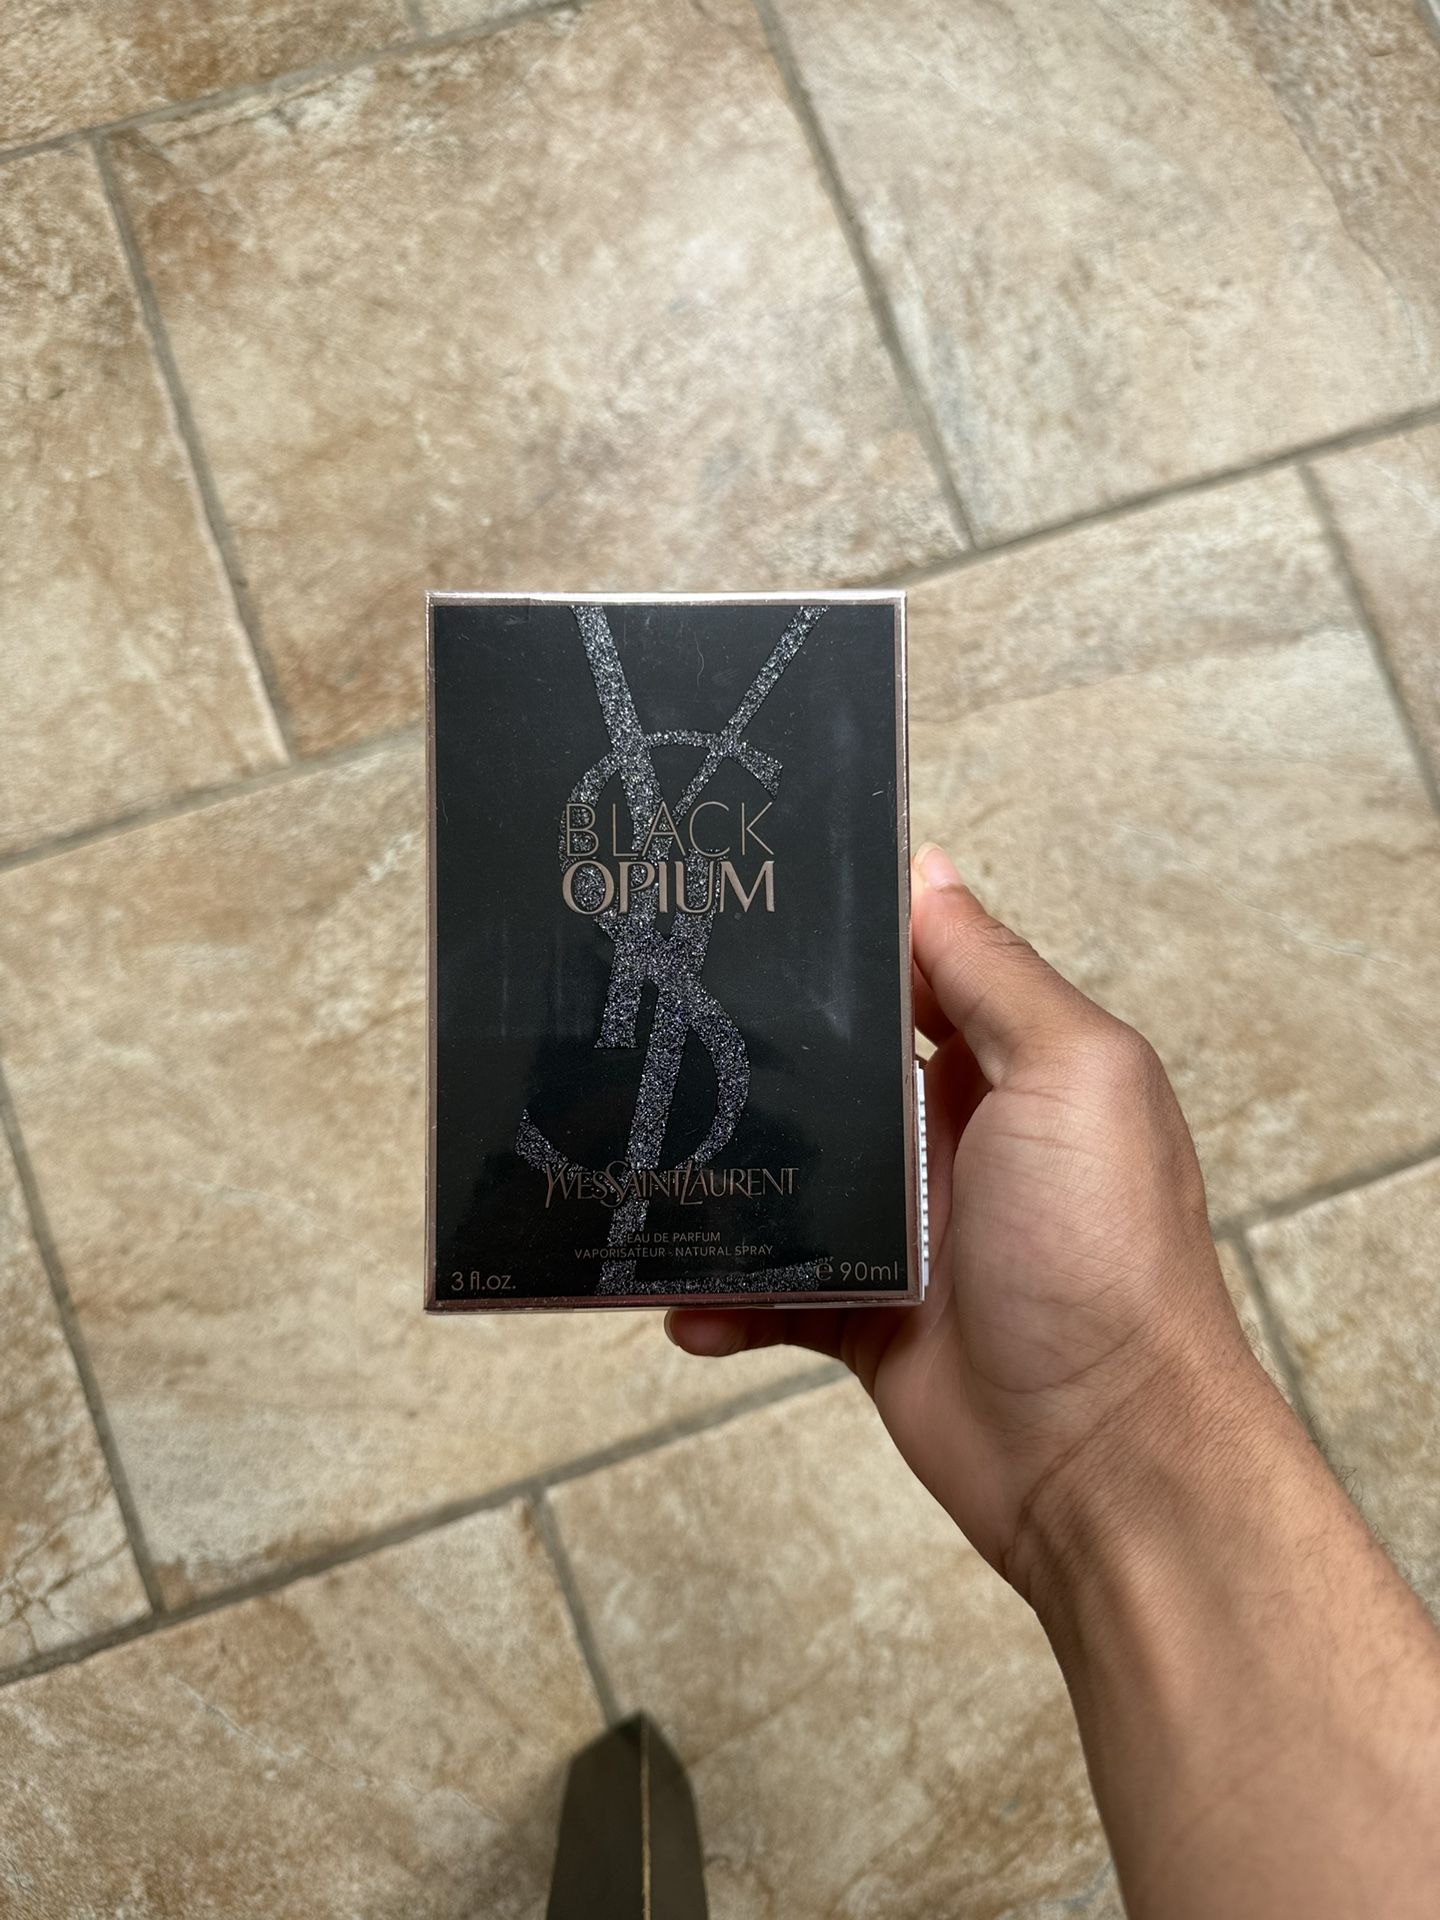 BLACK
OPIUM
YVESSAINTLAURENT
EAU DE PARFUM
VAPORISATEUR - NATURAL SPRAY
3 fl.oz.
e 90ml